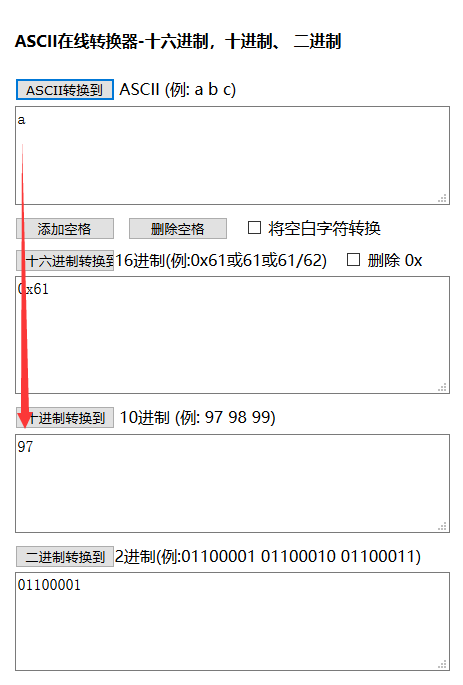 ASCII在线转换器-十六进制，十进制、 二进制
ASCII转换到 ASCII (例: a b c)
a
添加空格 删除空格 将空白字符转换
十六进制转换到16进制(例:0x61或61或61/62) 删除 0x
0x61
十进制转换到 10进制 (例: 97 98 99)
97
二进制转换到 2进制(例:01100001 01100010 01100011)
01100001